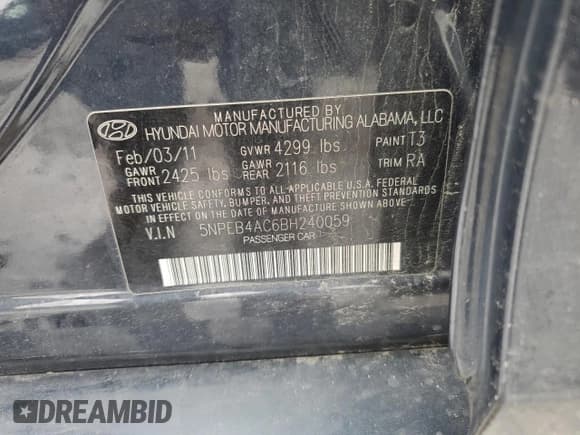 MANUFACTURED BY
HYUNDAI MOTOR MANUFACTURING ALABAMA, LLC
Feb/03/11 GVWR 4299 lbs. PAINT T3
GAWR FRONT 2425 lbs GAWR REAR 2116 lbs TRIM RA
THIS VEHICLE CONFORMS TO ALL APPLICABLE U.S.A. FEDERAL
MOTOR VEHICLE SAFETY, BUMPER, AND THEFT PREVENTION STANDARDS
IN EFFECT ON THE DATE OF MANUFACTURE SHOWN ABOVE.
V.I.N 5NPEB4AC6BH240059
PASSENGER CAR
DREAMBID